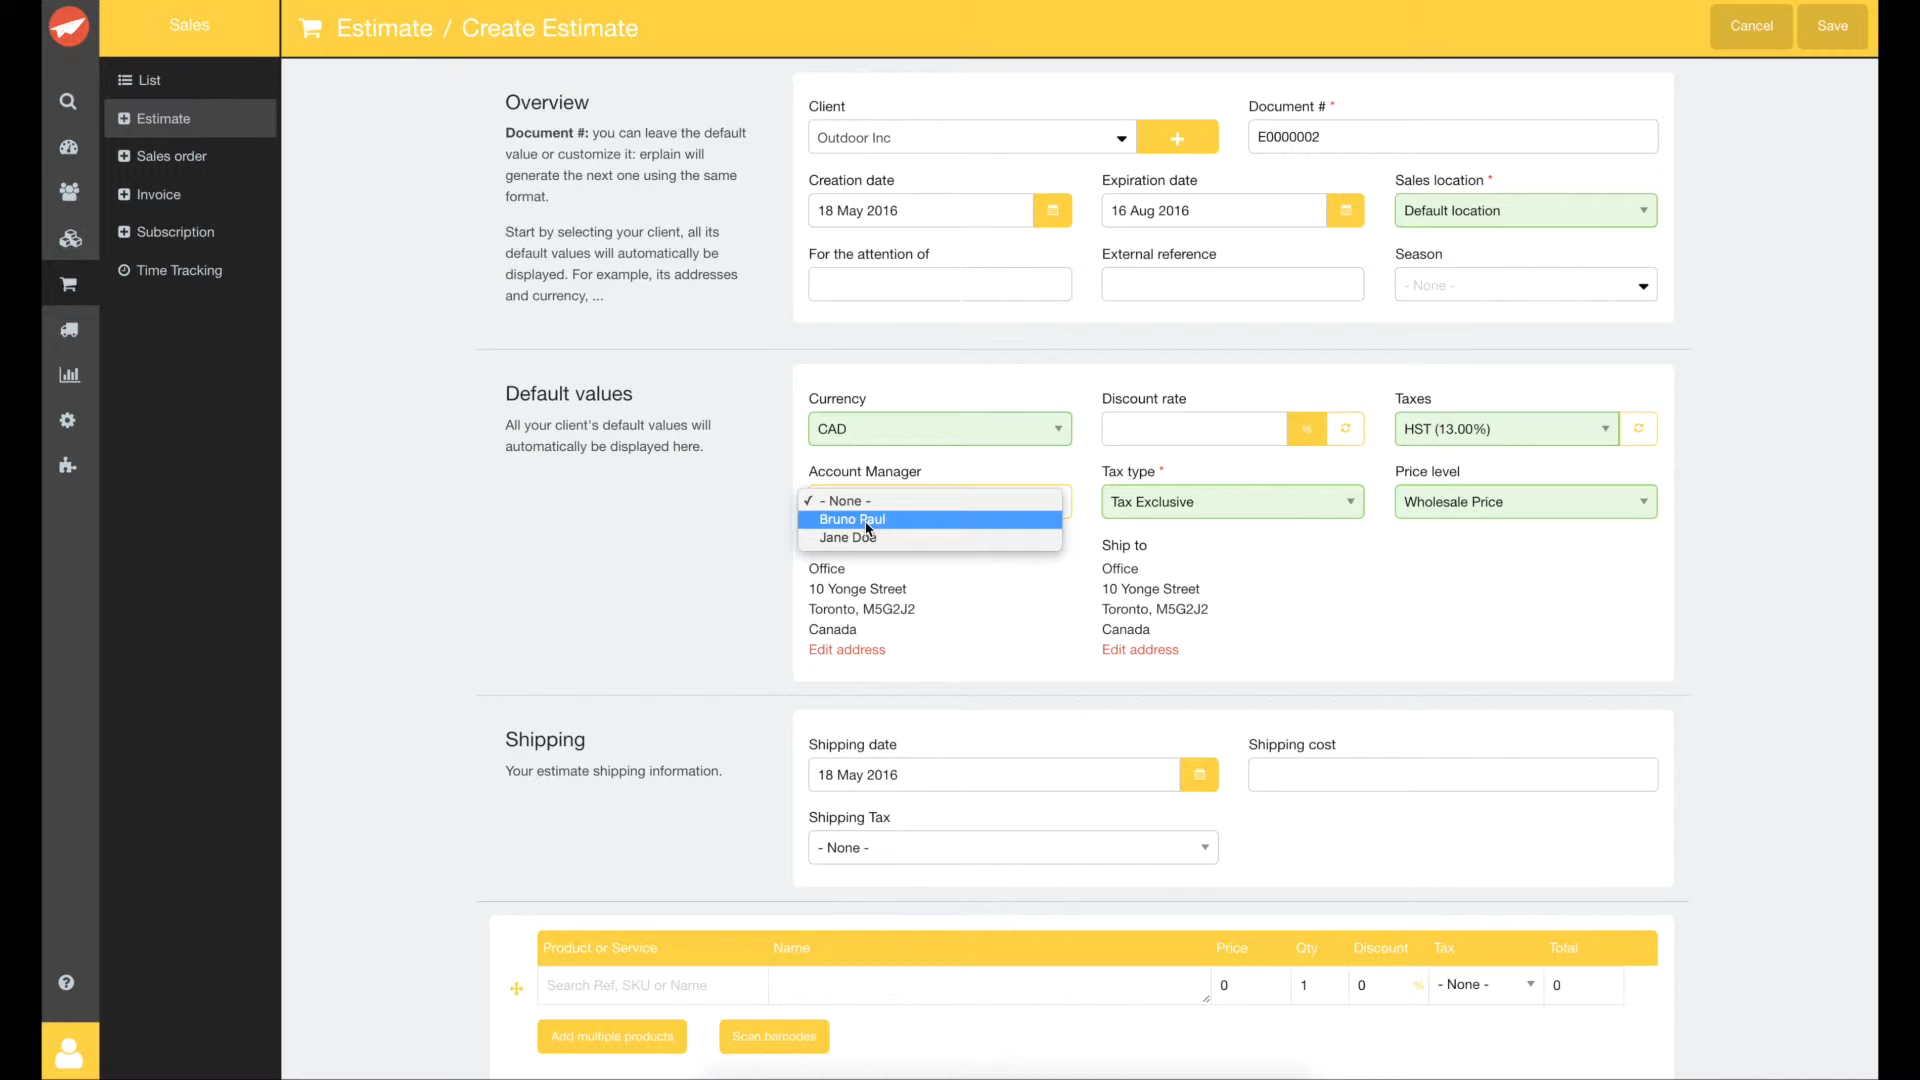 Sales
Estimate / Create Estimate
Cancel
Save
List
Estimate
Sales order
Invoice
Subscription
Time Tracking
Overview
Document #: you can leave the default
value or customize it: erplain will
generate the next one using the same
format.
Start by selecting your client, all its
default values will automatically be
displayed. For example, its addresses
and currency, ...
Client
Outdoor Inc
Document # *
E0000002
Creation date
18 May 2016
Expiration date
16 Aug 2016
Sales location *
Default location
For the attention of
External reference
Season
- None -
Default values
All your client's default values will
automatically be displayed here.
Currency
CAD
Discount rate
%
Taxes
HST (13.00%)
Account Manager
✓ - None -
Bruno Paul
Jane Doe
Tax type *
Tax Exclusive
Price level
Wholesale Price
Office
10 Yonge Street
Toronto, M5G2J2
Canada
Edit address
Ship to
Office
10 Yonge Street
Toronto, M5G2J2
Canada
Edit address
Shipping
Your estimate shipping information.
Shipping date
18 May 2016
Shipping cost
Shipping Tax
- None -
Product or Service Name Price Qty Discount Tax Total
Search Ref, SKU or Name 0 1 0 % - None - 0
Add multiple products
Scan barcodes